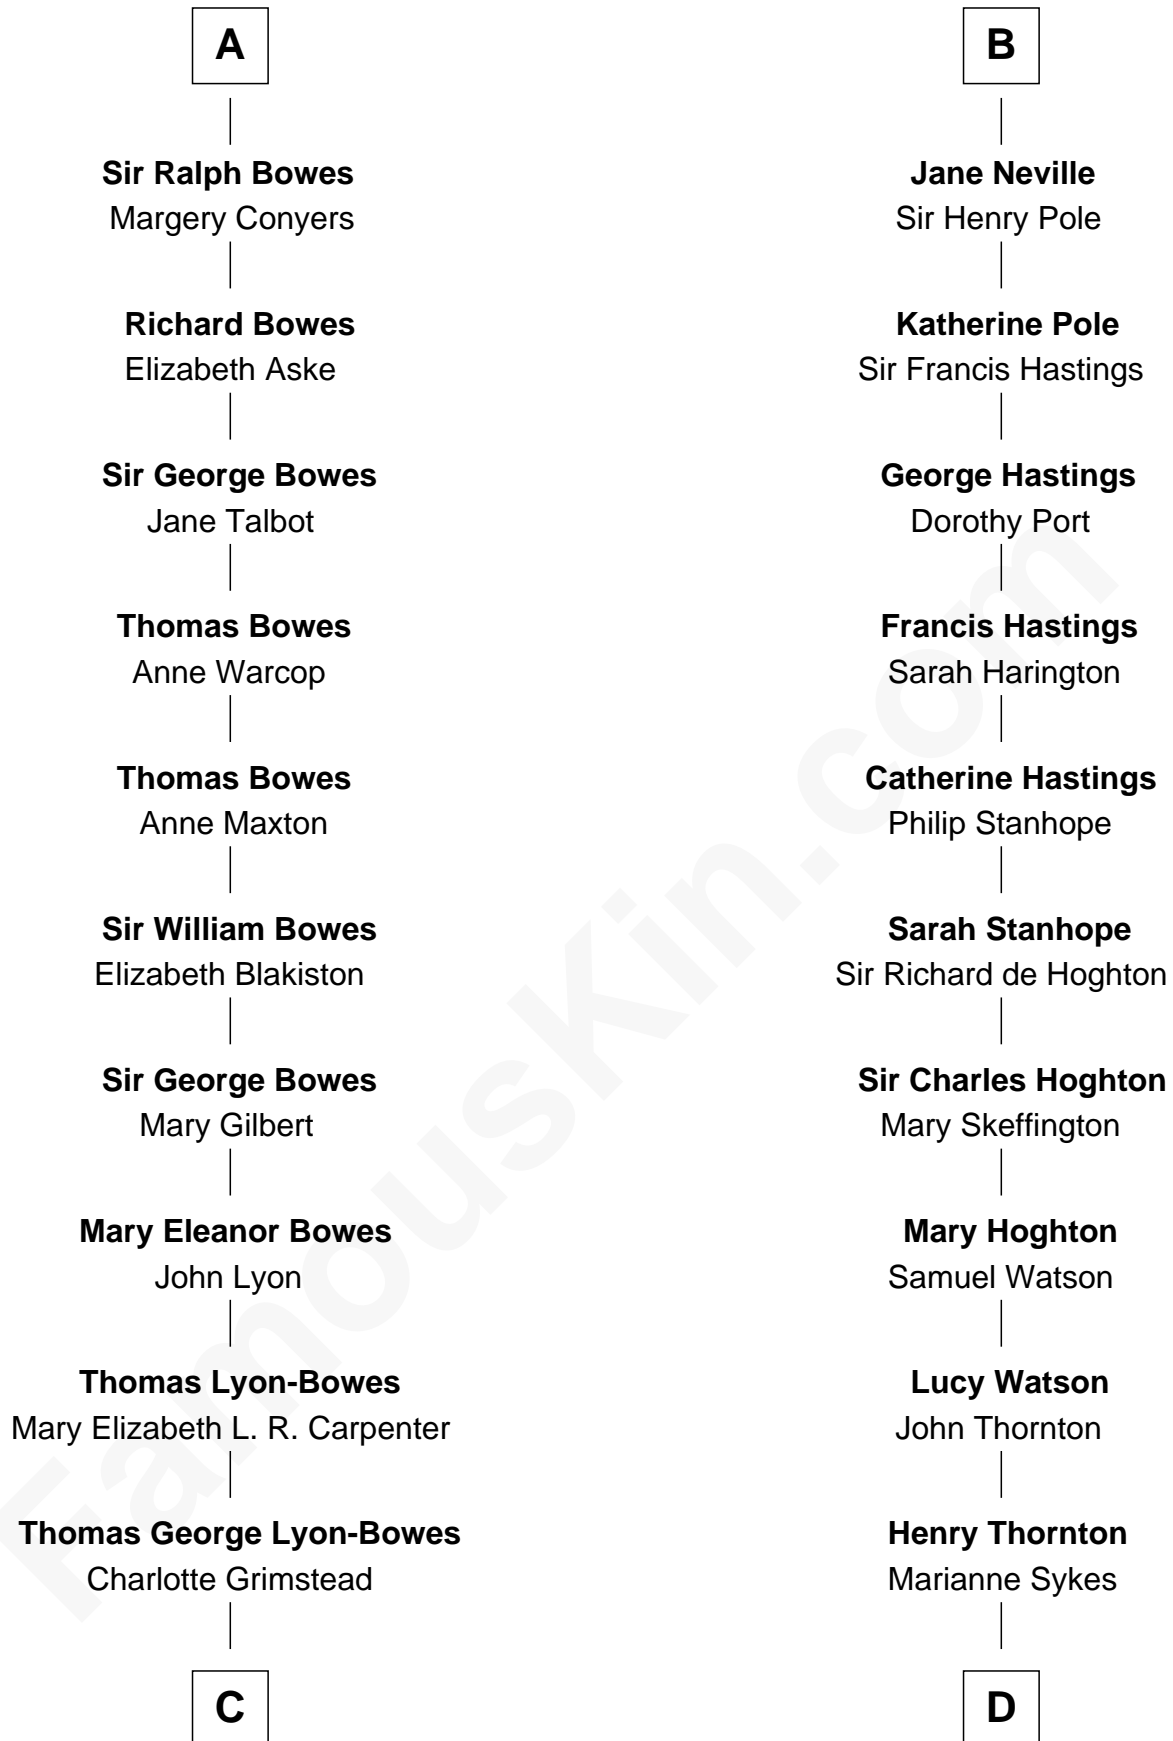 A
Sir Ralph Bowes
Margery Conyers
Richard Bowes
Elizabeth Aske
Sir George Bowes
Jane Talbot
Thomas Bowes
Anne Warcop
Thomas Bowes
Anne Maxton
Sir William Bowes
Elizabeth Blakiston
Sir George Bowes
Mary Gilbert
Mary Eleanor Bowes
John Lyon
Thomas Lyon-Bowes
Mary Elizabeth L. R. Carpenter
Thomas George Lyon-Bowes
Charlotte Grimstead
C
B
Jane Neville
Sir Henry Pole
Katherine Pole
Sir Francis Hastings
George Hastings
Dorothy Port
Francis Hastings
Sarah Harington
Catherine Hastings
Philip Stanhope
Sarah Stanhope
Sir Richard de Hoghton
Sir Charles Hoghton
Mary Skeffington
Mary Hoghton
Samuel Watson
Lucy Watson
John Thornton
Henry Thornton
Marianne Sykes
D
FamousKin.com